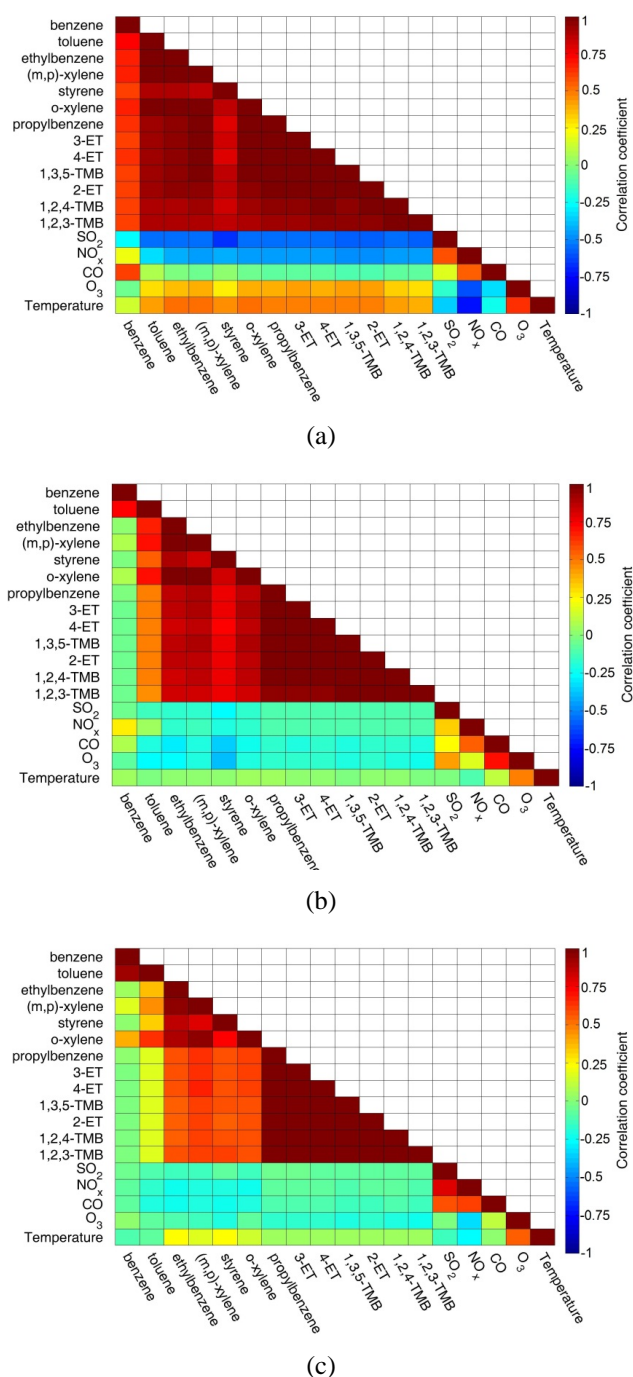 benzene
toluene
ethylbenzene
(m,p)-xylene
styrene
o-xylene
propylbenzene
3-ET
4-ET
1,3,5-TMB
2-ET
1,2,4-TMB
1,2,3-TMB
SO2
NOx
CO
O3
Temperature
benzene
toluene
ethylbenzene
(m,p)-xylene
styrene
o-xylene
propylbenzene
3-ET
4-ET
1,3,5-TMB
2-ET
1,2,4-TMB
1,2,3-TMB
SO2
NOx
CO
O3
Temperature
1
0.75
0.5
0.25
0
-0.25
-0.5
-0.75
-1
Correlation coefficient
(a)
benzene
toluene
ethylbenzene
(m,p)-xylene
styrene
o-xylene
propylbenzene
3-ET
4-ET
1,3,5-TMB
2-ET
1,2,4-TMB
1,2,3-TMB
SO2
NOx
CO
O3
Temperature
benzene
toluene
ethylbenzene
(m,p)-xylene
styrene
o-xylene
propylbenzene
3-ET
4-ET
1,3,5-TMB
2-ET
1,2,4-TMB
1,2,3-TMB
SO2
NOx
CO
O3
Temperature
1
0.75
0.5
0.25
0
-0.25
-0.5
-0.75
-1
Correlation coefficient
(b)
benzene
toluene
ethylbenzene
(m,p)-xylene
styrene
o-xylene
propylbenzene
3-ET
4-ET
1,3,5-TMB
2-ET
1,2,4-TMB
1,2,3-TMB
SO2
NOx
CO
O3
Temperature
benzene
toluene
ethylbenzene
(m,p)-xylene
styrene
o-xylene
propylbenzene
3-ET
4-ET
1,3,5-TMB
2-ET
1,2,4-TMB
1,2,3-TMB
SO2
NOx
CO
O3
Temperature
1
0.75
0.5
0.25
0
-0.25
-0.5
-0.75
-1
Correlation coefficient
(c)